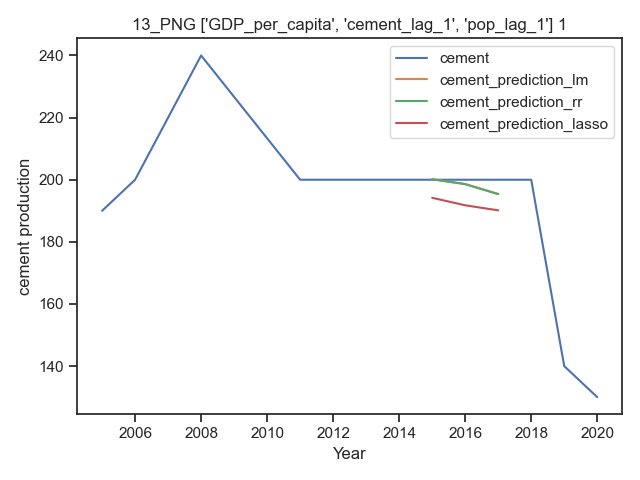 13_PNG ['GDP_per_capita', 'cement_lag_1', 'pop_lag_1'] 1
cement
cement_prediction_lm
cement_prediction_rr
cement_prediction_lasso
cement production
240
220
200
180
160
140
2006 2008 2010 2012 2014 2016 2018 2020
Year